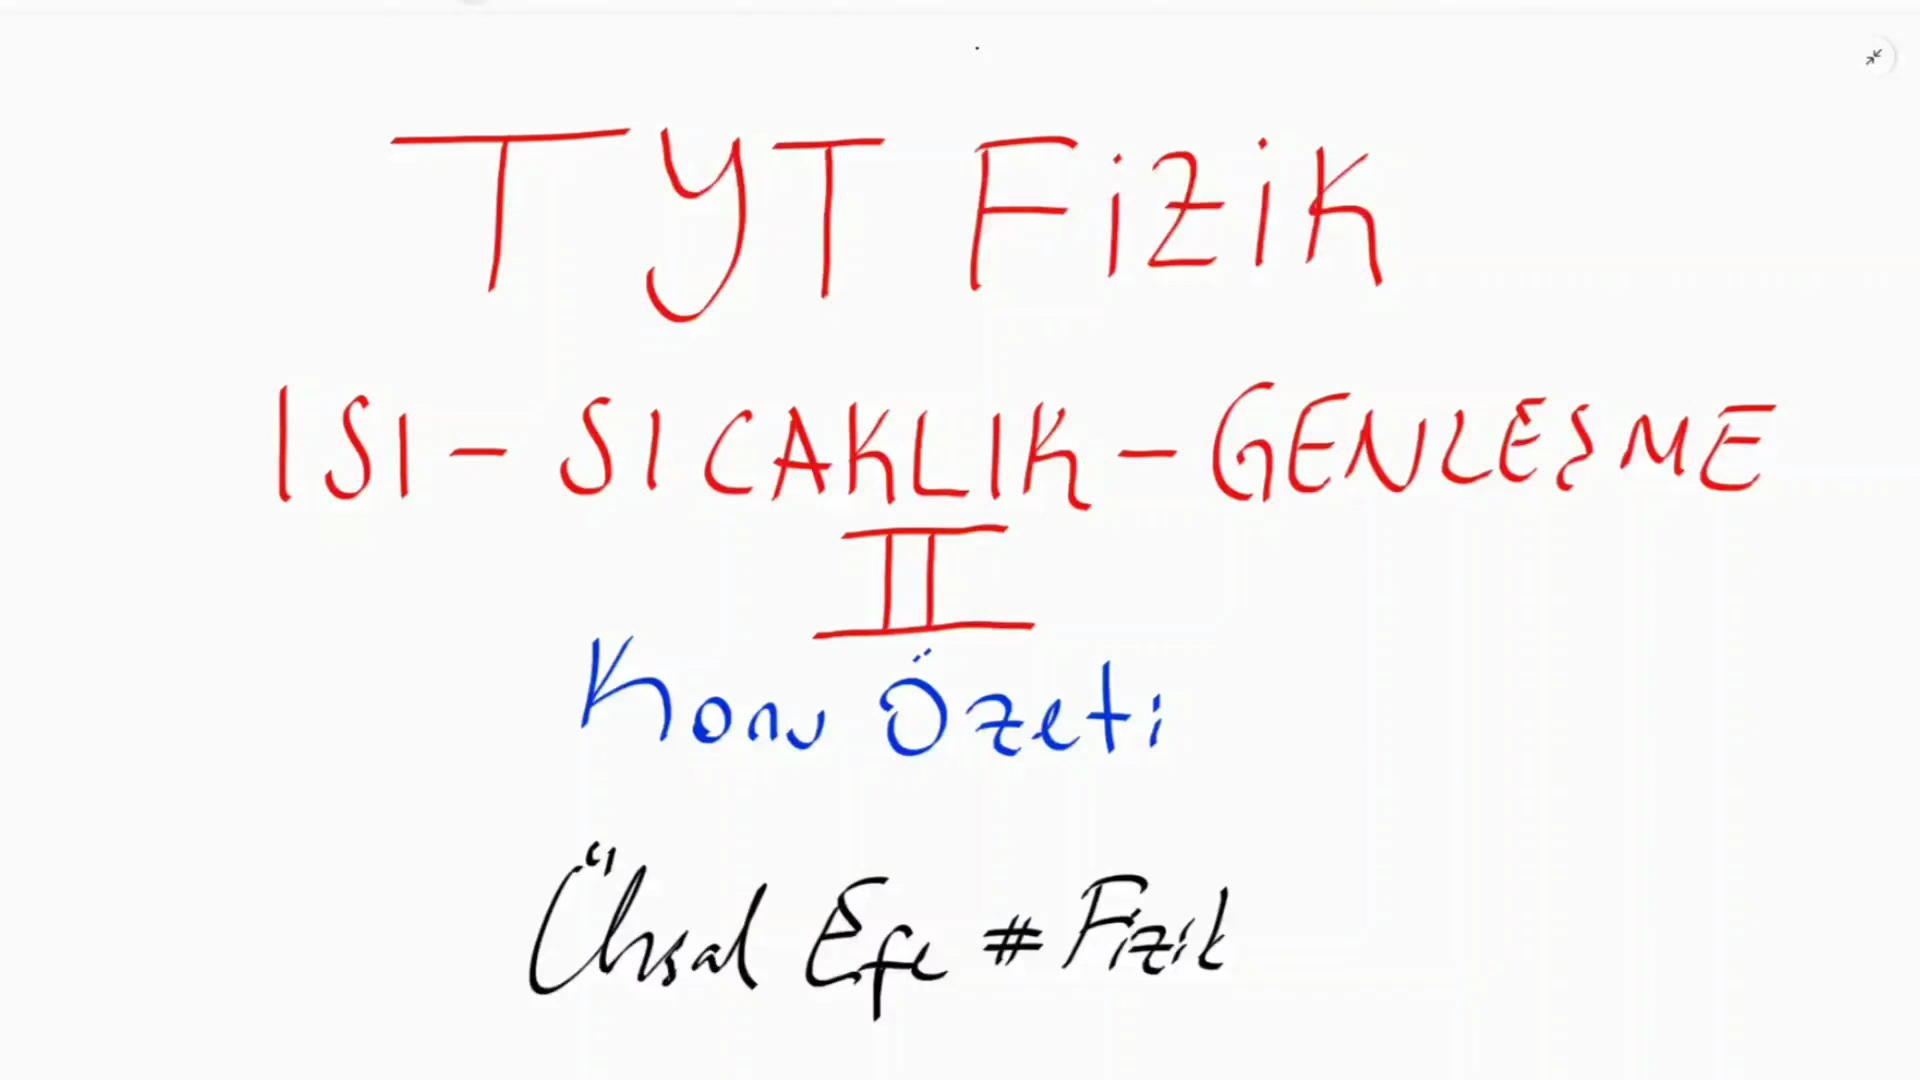 TYT FiZiK
ISI - SICAKLIK - GENLEŞME
II
Konu Özeti
Ünsal Efe # Fizik